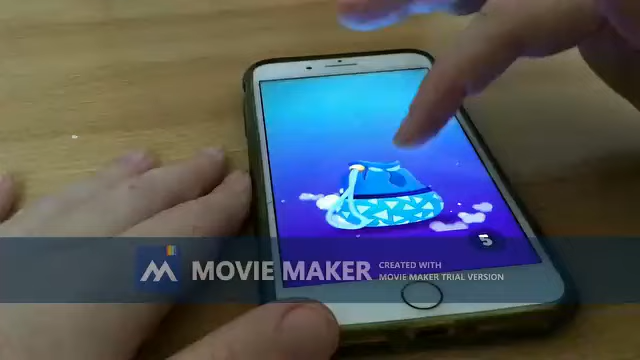 5
MOVIE MAKER
CREATED WITH
MOVIE MAKER TRIAL VERSION